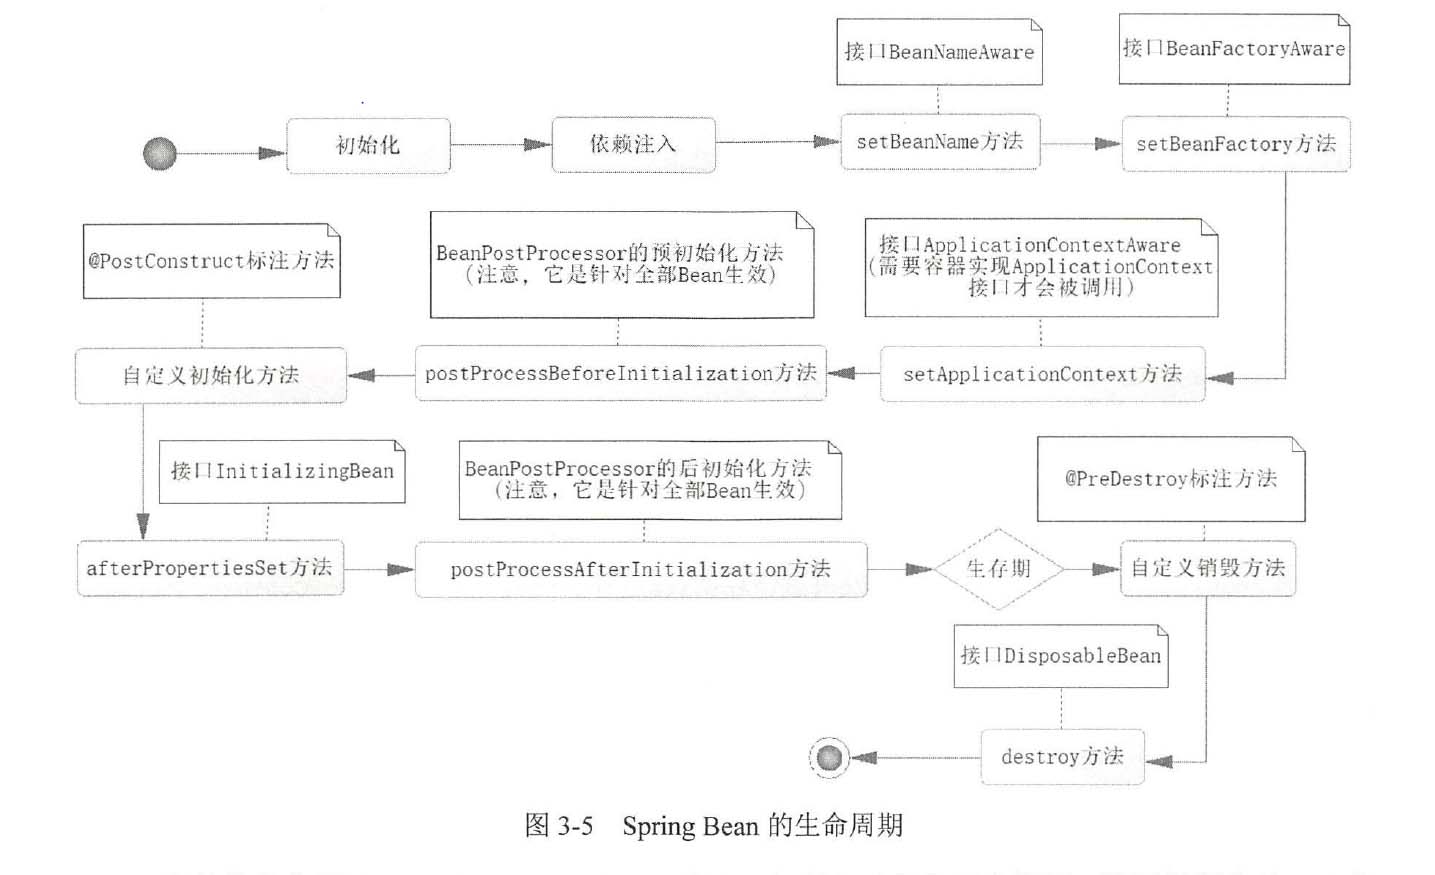 接口BeanNameAware
接口BeanFactoryAware
初始化
依赖注入
setBeanName方法
setBeanFactory方法
@PostConstruct标注方法
BeanPostProcessor的预初始化方法
（注意，它是针对全部Bean生效）
接口ApplicationContextAware
(需要容器实现ApplicationContext
接口才会被调用)
自定义初始化方法
postProcessBeforeInitialization方法
setApplicationContext方法
接口InitializingBean
BeanPostProcessor的后初始化方法
（注意，它是针对全部Bean生效）
@PreDestroy标注方法
afterPropertiesSet方法
postProcessAfterInitialization方法
生存期
自定义销毁方法
接口DisposableBean
destroy方法
图 3-5 Spring Bean 的生命周期